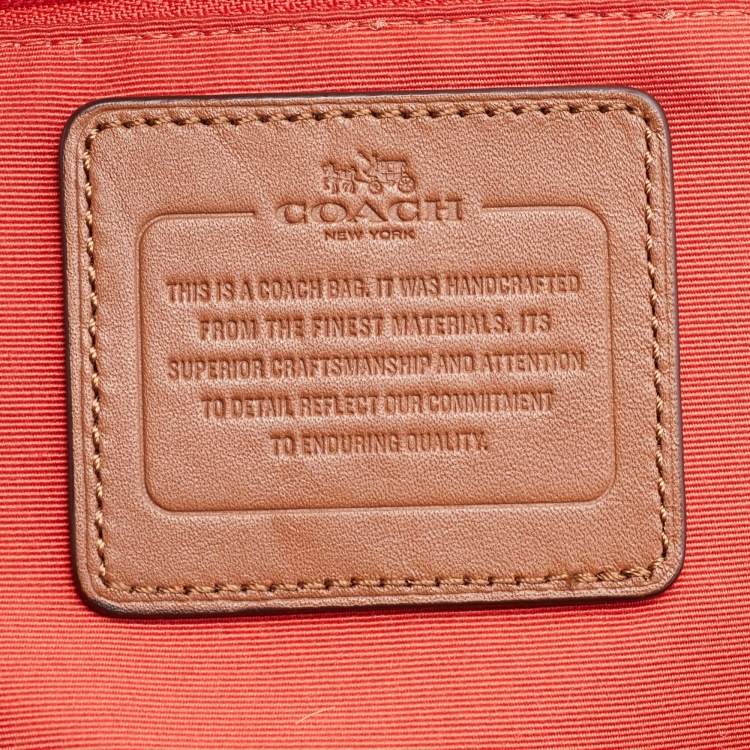 COACH
NEW YORK
THIS IS A COACH BAG. IT WAS HANDCRAFTED
FROM THE FINEST MATERIALS. ITS
SUPERIOR CRAFTSMANSHIP AND ATTENTION
TO DETAIL REFLECT OUR COMMITMENT
TO ENDURING QUALITY.